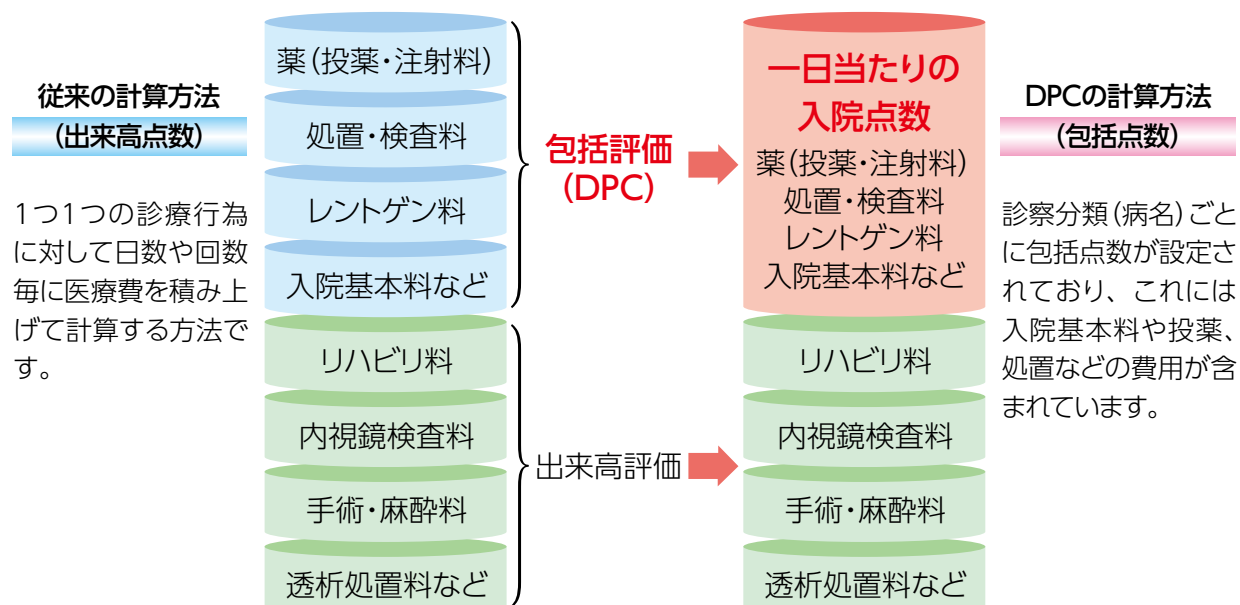 従来の計算方法
(出来高点数)
1つ1つの診療行為
に対して日数や回数
毎に医療費を積み上
げて計算する方法で
す。
薬(投薬・注射料)
処置・検査料
レントゲン料
入院基本料など
リハビリ料
内視鏡検査料
手術・麻酔料
透析処置料など
包括評価
(DPC)
出来高評価
一日当たりの
入院点数
薬(投薬・注射料)
処置・検査料
レントゲン料
入院基本料など
リハビリ料
内視鏡検査料
手術・麻酔料
透析処置料など
DPCの計算方法
(包括点数)
診察分類(病名)ごと
に包括点数が設定さ
れており、これには
入院基本料や投薬、
処置などの費用が含
まれています。